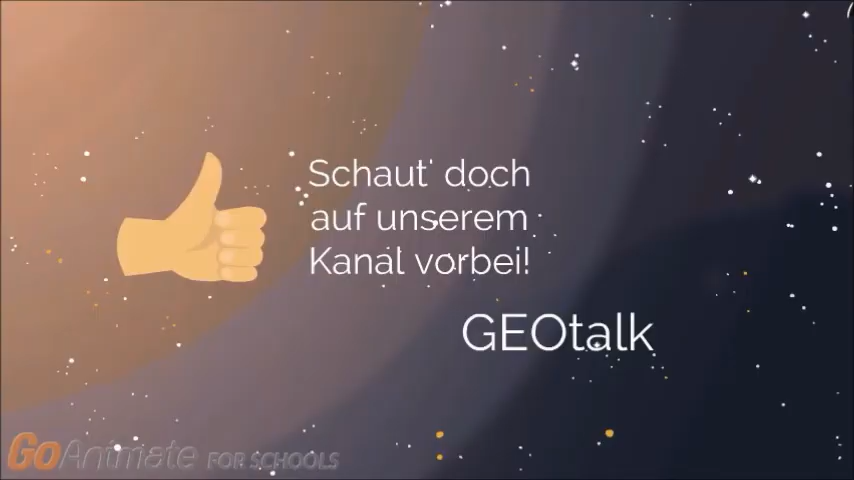 Schaut' doch
auf unserem
Kanal vorbei!
GEOtalk
GoAnimate FOR SCHOOLS